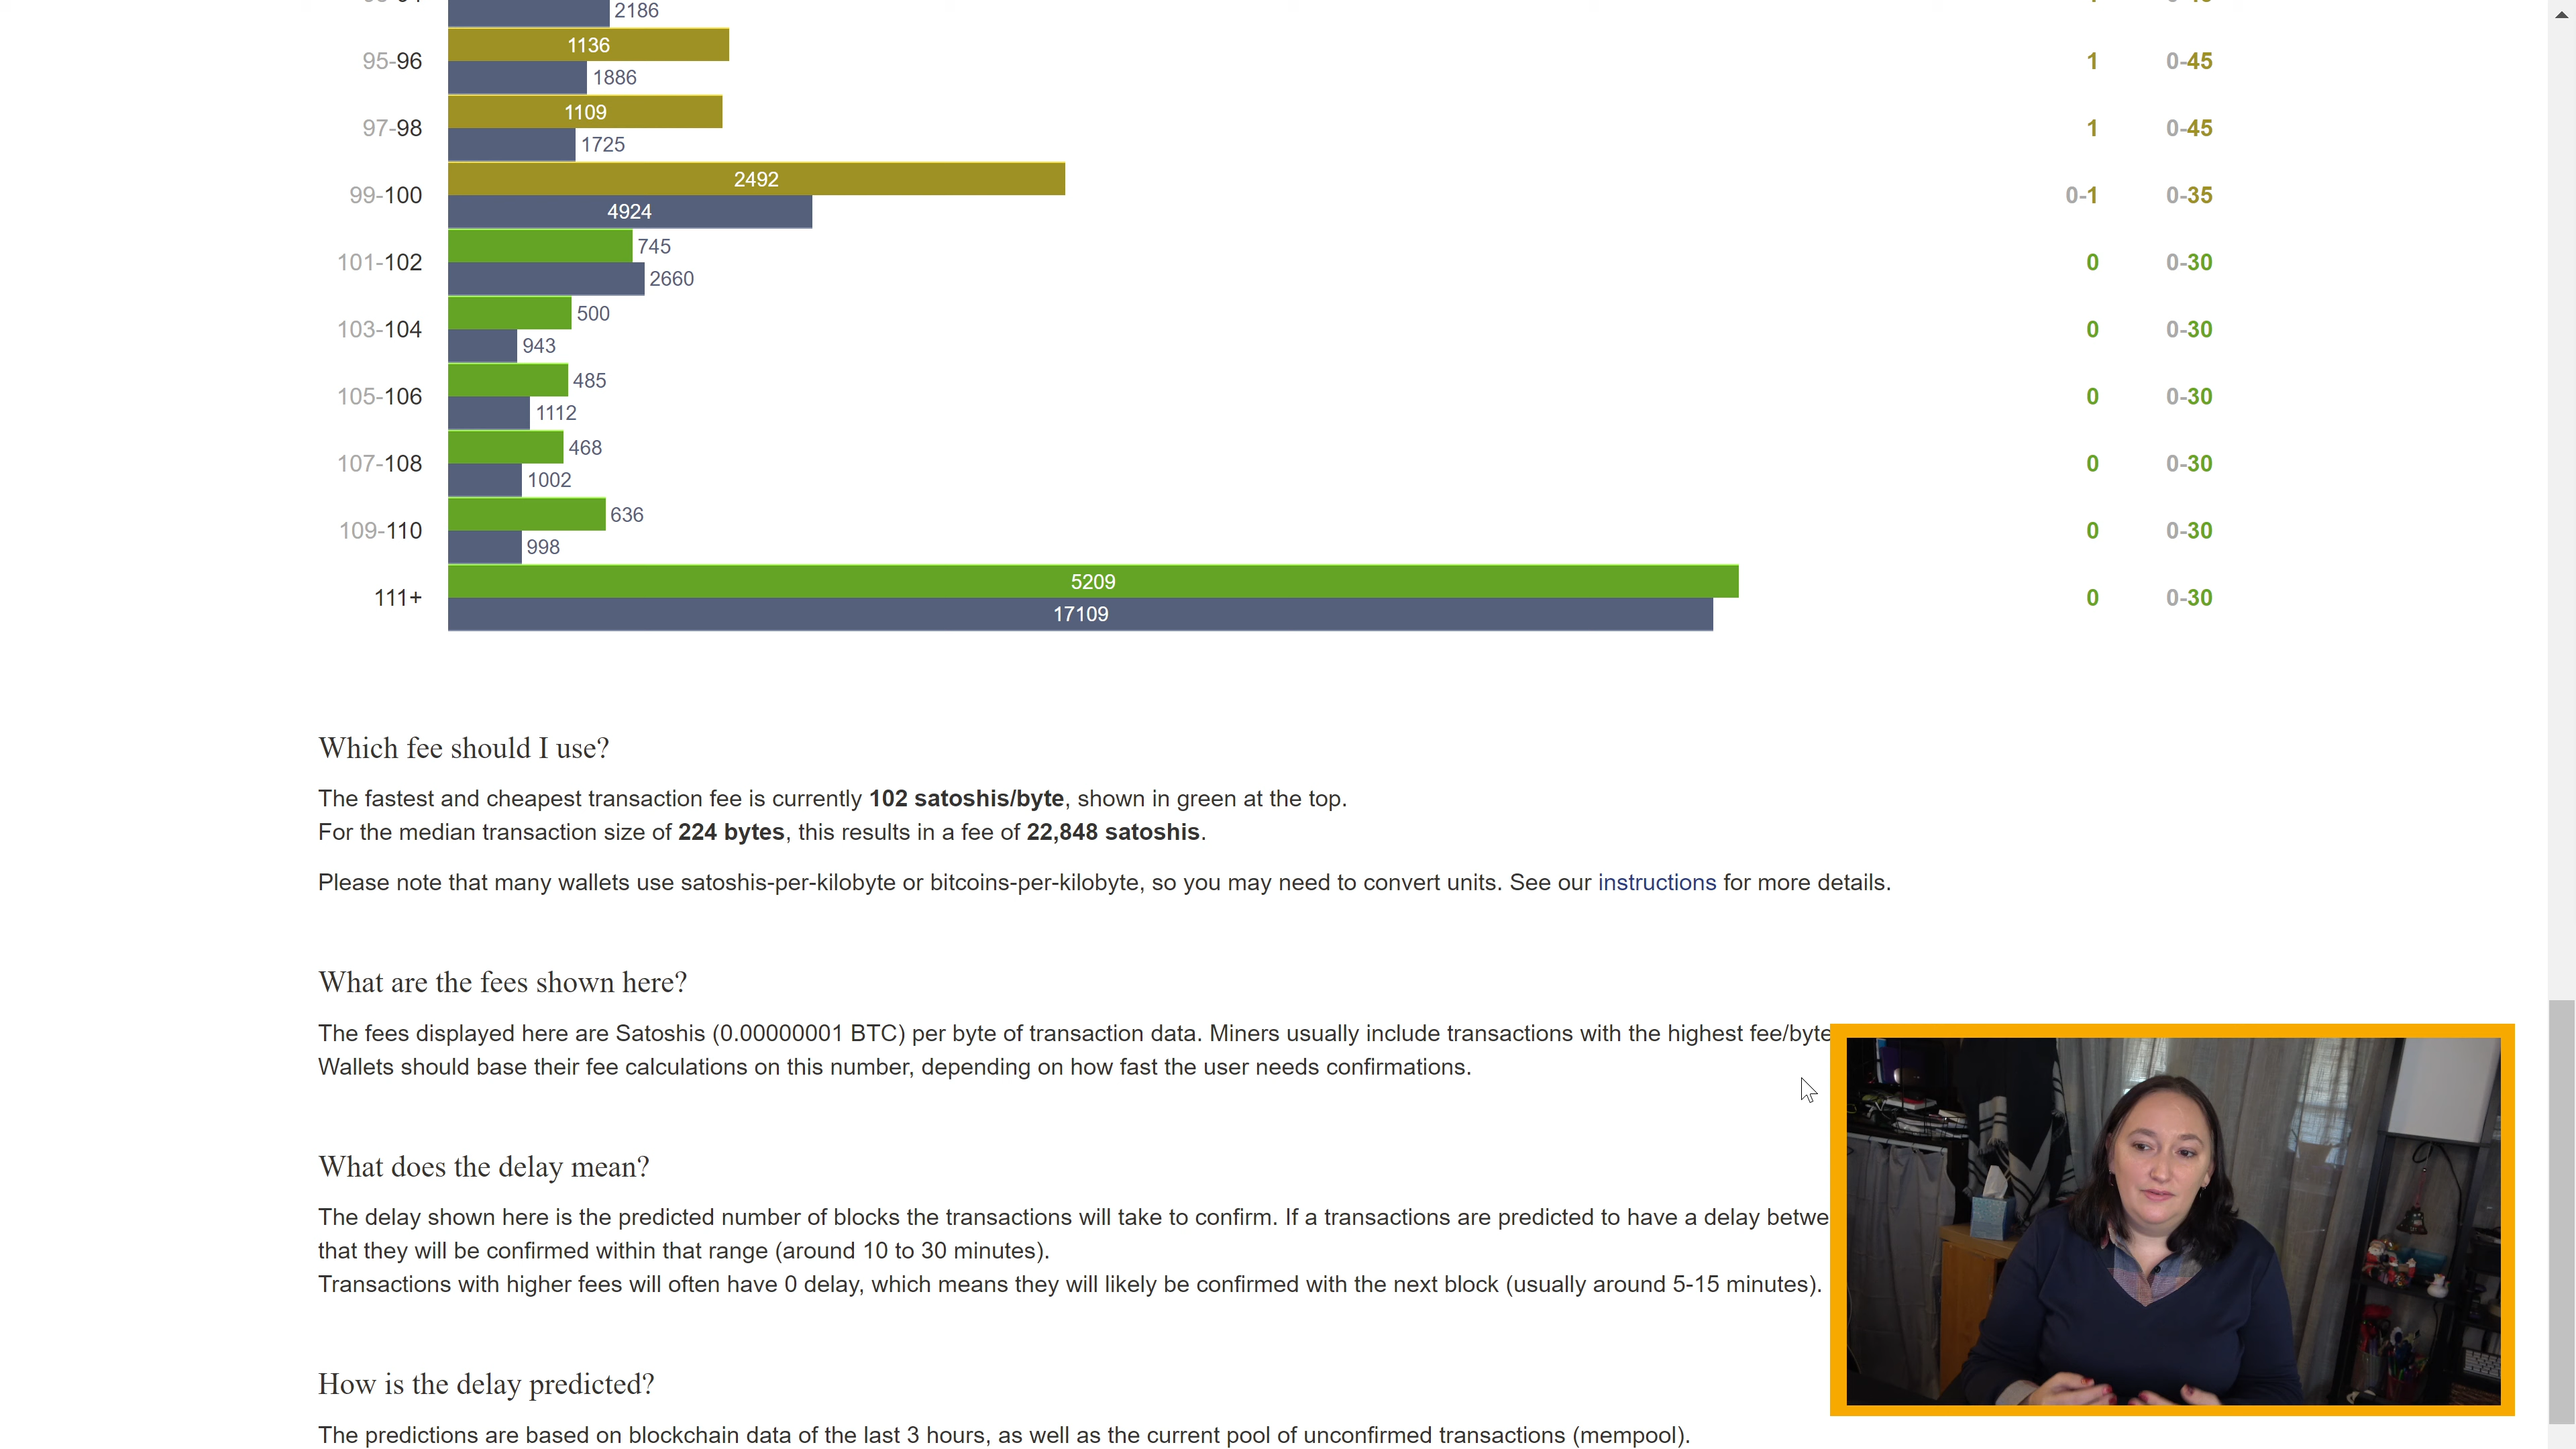 2186
1136
95-96 1 0-45
1886
1109
97-98 1 0-45
1725
2492
99-100 0-1 0-35
4924
745
101-102 0 0-30
2660
500
103-104 0 0-30
943
485
105-106 0 0-30
1112
468
107-108 0 0-30
1002
636
109-110 0 0-30
998
5209
111+ 0 0-30
17109
Which fee should I use?
The fastest and cheapest transaction fee is currently 102 satoshis/byte, shown in green at the top.
For the median transaction size of 224 bytes, this results in a fee of 22,848 satoshis.
Please note that many wallets use satoshis-per-kilobyte or bitcoins-per-kilobyte, so you may need to convert units. See our instructions for more details.
What are the fees shown here?
The fees displayed here are Satoshis (0.00000001 BTC) per byte of transaction data. Miners usually include transactions with the highest fee/byte
Wallets should base their fee calculations on this number, depending on how fast the user needs confirmations.
What does the delay mean?
The delay shown here is the predicted number of blocks the transactions will take to confirm. If a transactions are predicted to have a delay betwe
that they will be confirmed within that range (around 10 to 30 minutes).
Transactions with higher fees will often have 0 delay, which means they will likely be confirmed with the next block (usually around 5-15 minutes).
How is the delay predicted?
The predictions are based on blockchain data of the last 3 hours, as well as the current pool of unconfirmed transactions (mempool).